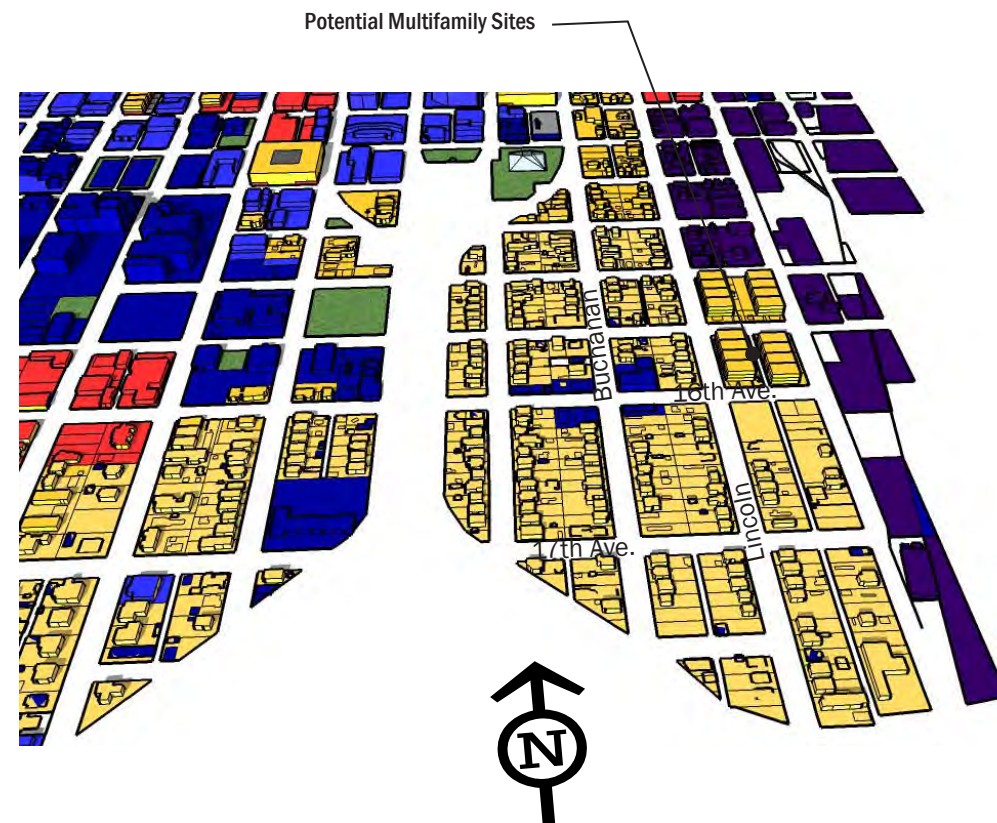 Potential Multifamily Sites
Buchanan
16th Ave.
Lincoln
17th Ave.
N